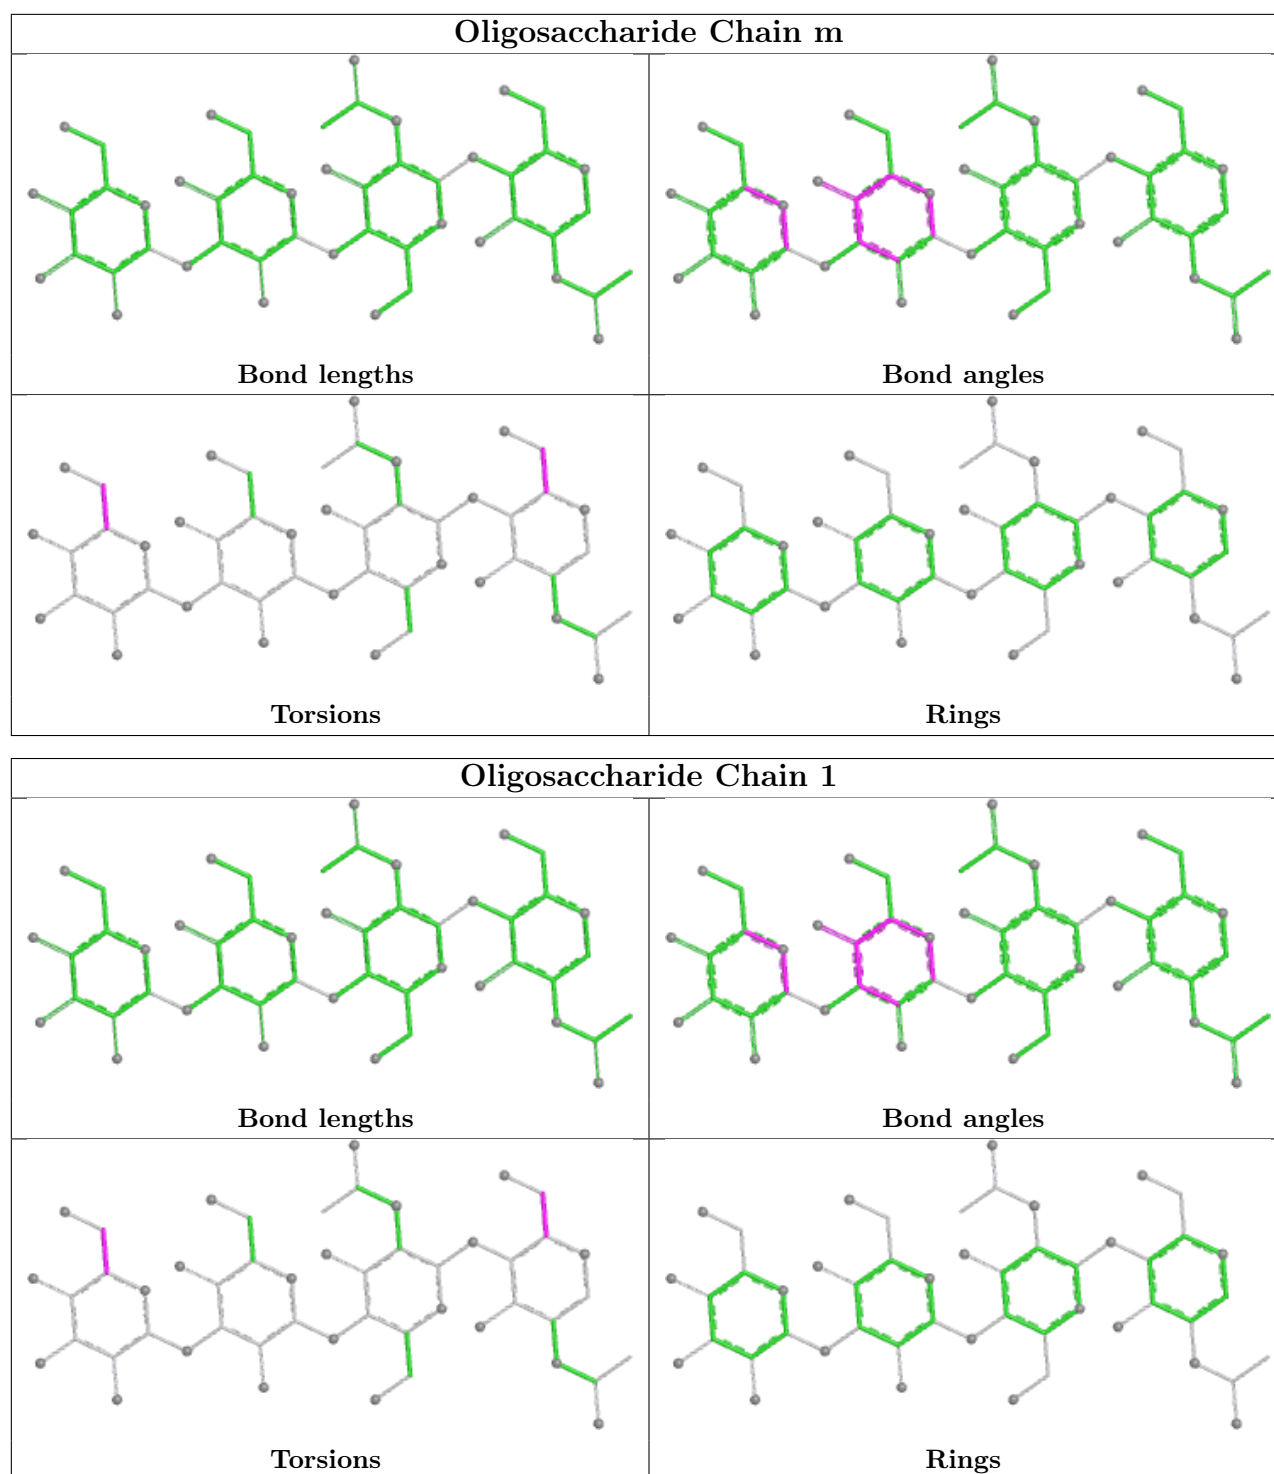 Oligosaccharide Chain m
Bond lengths
Bond angles
Torsions
Rings
Oligosaccharide Chain 1
Bond lengths
Bond angles
Torsions
Rings